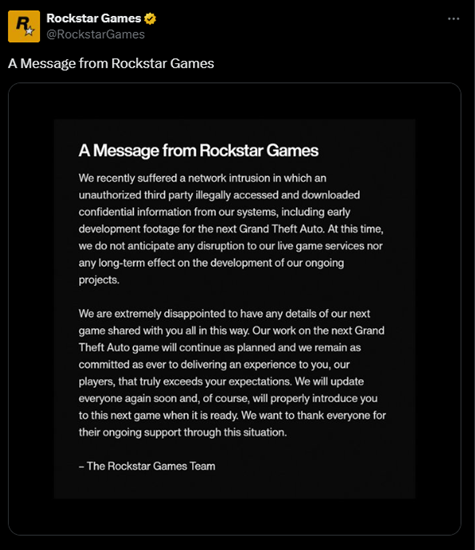 Rockstar Games
@RockstarGames
A Message from Rockstar Games
A Message from Rockstar Games
We recently suffered a network intrusion in which an
unauthorized third party illegally accessed and downloaded
confidential information from our systems, including early
development footage for the next Grand Theft Auto. At this time,
we do not anticipate any disruption to our live game services nor
any long-term effect on the development of our ongoing
projects.
We are extremely disappointed to have any details of our next
game shared with you all in this way. Our work on the next Grand
Theft Auto game will continue as planned and we remain as
committed as ever to delivering an experience to you, our
players, that truly exceeds your expectations. We will update
everyone again soon and, of course, will properly introduce you
to this next game when it is ready. We want to thank everyone for
their ongoing support through this situation.
– The Rockstar Games Team